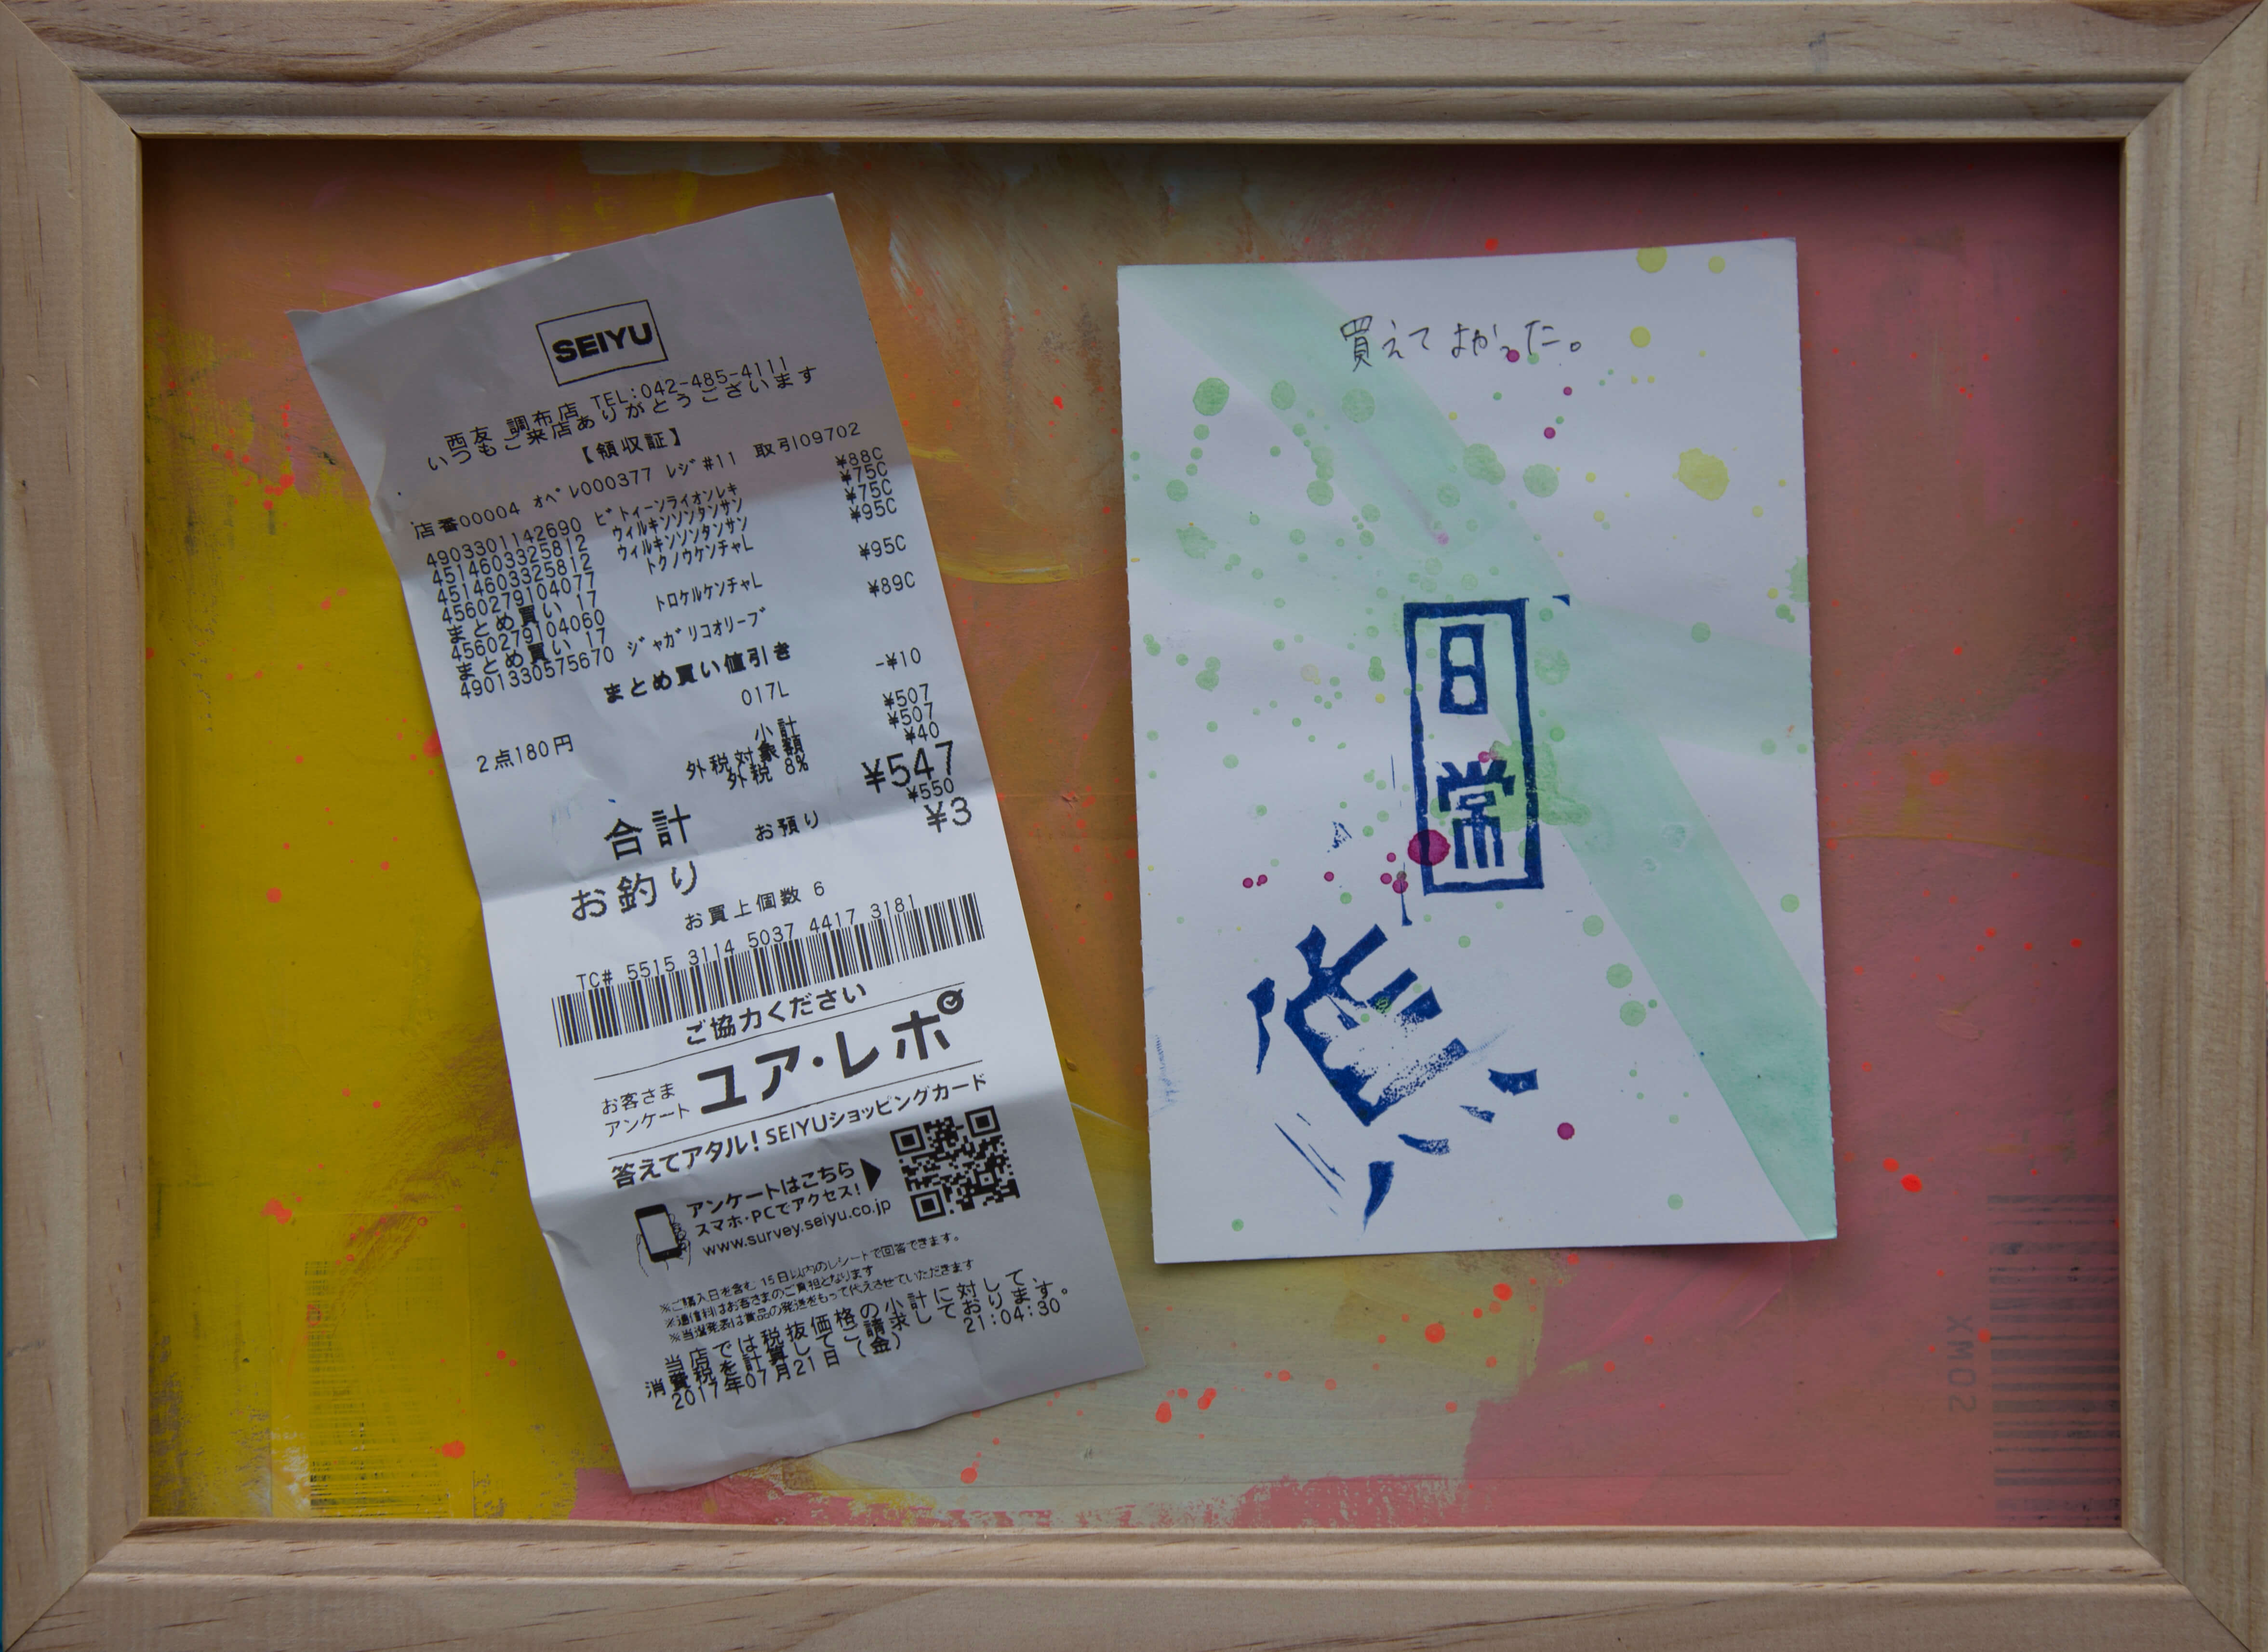 SEIYU
西友 調布店 TEL:042-485-4111
いつもご来店ありがとうございます
【領収証】
店番00004 ｵﾍﾟﾚ000377 ﾚｼﾞ#11 取引09702
4903301142690 ﾋﾞﾄｨｰﾝﾗｲｵﾝﾚｷ ¥88C
4514603325812 ｳｨﾙｷﾝｿﾝﾀﾝｻﾝ ¥75C
4514603325812 ｳｨﾙｷﾝｿﾝﾀﾝｻﾝ ¥75C
4560279104077 ﾄｸﾉｳｹﾝﾁｬL ¥95C
まとめ買い 17
4560279104060 ﾄﾛｹﾙｹﾝﾁｬL ¥95C
まとめ買い 17
4901330575670 ｼﾞｬｶﾞﾘｺｵﾘｰﾌﾞ ¥89C
まとめ買い値引き
2点180円 017L -¥10
小計 ¥507
外税対象額 ¥507
外税 8% ¥40
合計 ¥547
お預り ¥550
お釣り ¥3
お買上個数 6
TC# 5515 3114 5037 4417 3181
ご協力ください
お客さま
アンケート
ユア・レポ
答えてアタル！SEIYUショッピングカード
アンケートはこちら
スマホ・PCでアクセス！
www.survey.seiyu.co.jp
※ご購入日を含む 15日以内のレシートで回答できます。
※通信料はお客さまのご負担となります
※当選発表は賞品の発送をもって代えさせていただきます
当店では税抜価格の小計に対して、
消費税を計算してご請求しております。
2017年07月21日（金） 21:04:30
買えてよかった。
日常
XM02